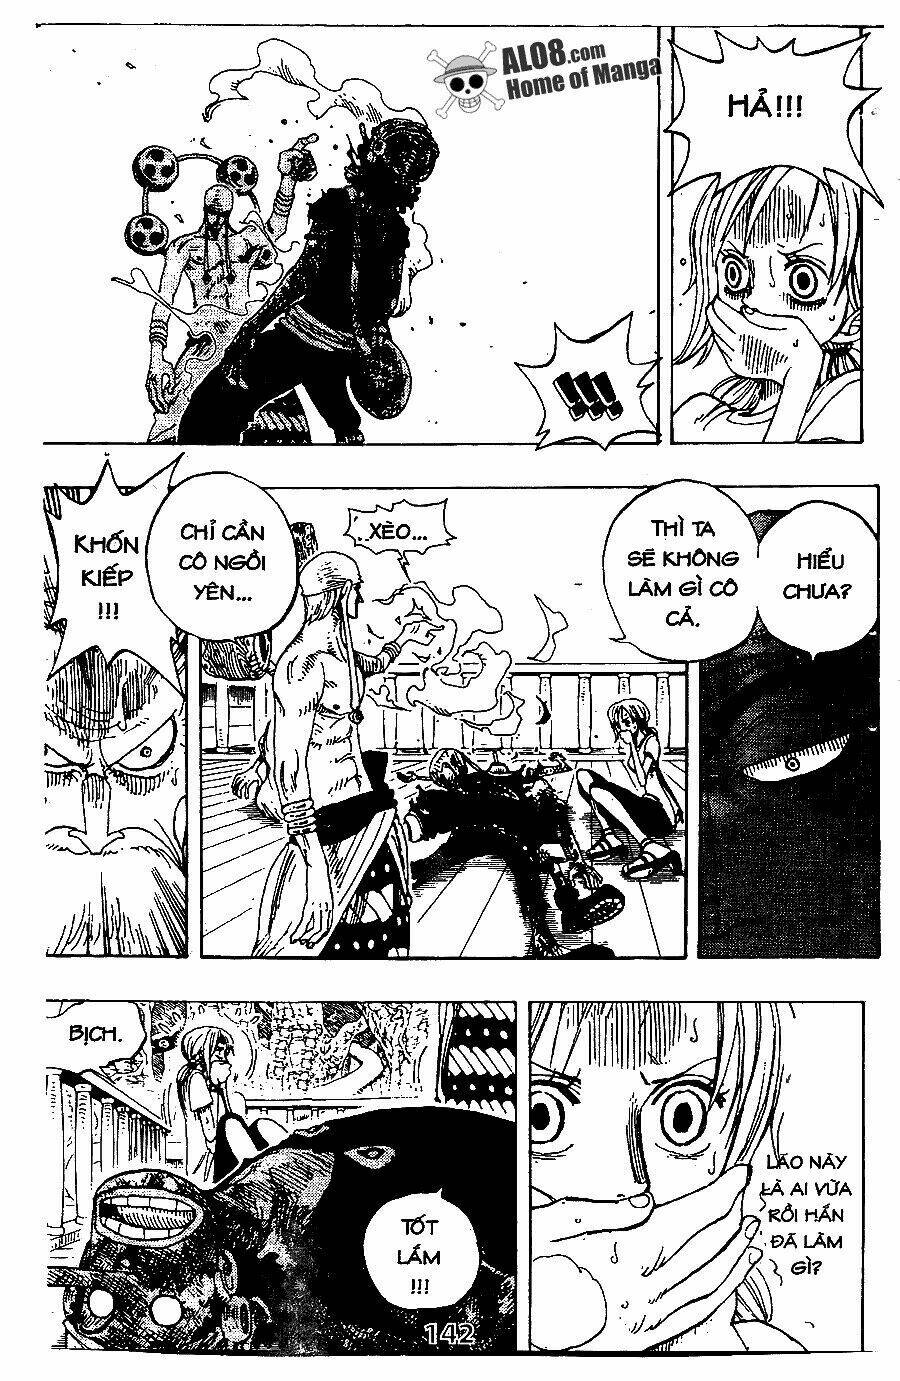 AL08.com
Home of Manga
HẢ!!!
!!!!
KHỐN
KIẾP
!!!
CHỈ CẦN
CÔ NGỒI
YÊN...
XÈO...
THÌ TA
SẼ KHÔNG
LÀM GÌ CÔ
CẢ.
HIỂU
CHƯA?
BỊCH.
TỐT
LẮM
!!!
LÃO NÀY
LÀ AI VỪA
RỒI HẮN
ĐÃ LÀM
GÌ?
142